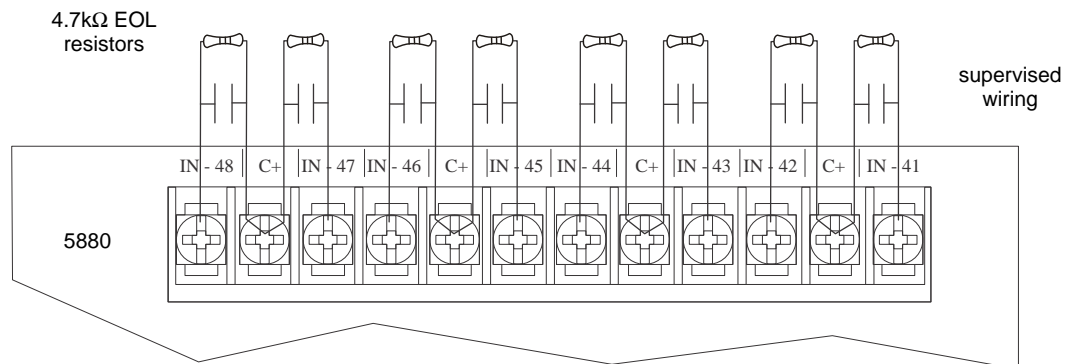 4.7kΩ EOL
resistors
supervised
wiring
IN - 48 C+ IN - 47 IN - 46 C+ IN - 45 IN - 44 C+ IN - 43 IN - 42 C+ IN - 41
5880